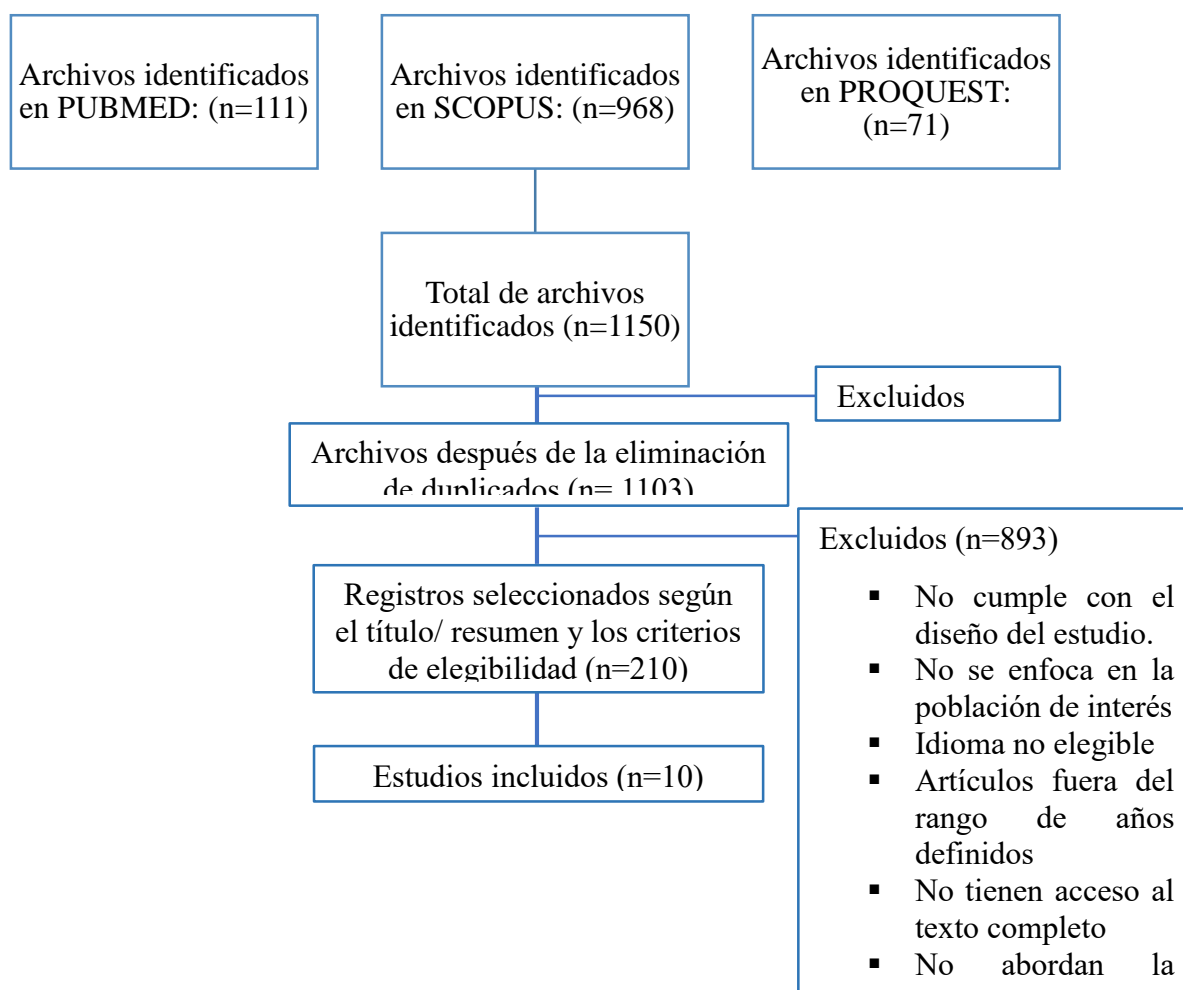 Archivos identificados
en PUBMED: (n=111)
Archivos identificados
en SCOPUS: (n=968)
Archivos identificados
en PROQUEST:
(n=71)
Total de archivos
identificados (n=1150)
Excluidos
Archivos después de la eliminación
de duplicados (n= 1103)
Excluidos (n=893)
Registros seleccionados según
el título/ resumen y los criterios
de elegibilidad (n=210)
Estudios incluidos (n=10)
▪ No cumple con el
diseño del estudio.
▪ No se enfoca en la
población de interés
▪ Idioma no elegible
▪ Artículos fuera del
rango de años
definidos
▪ No tienen acceso al
texto completo
▪ No abordan la